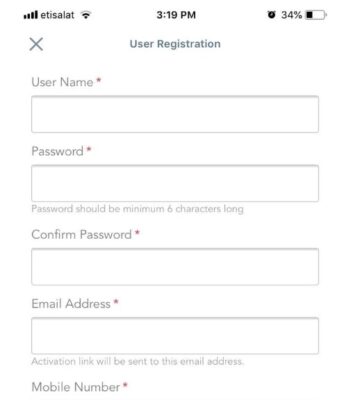 etisalat 3:19 PM 34%
User Registration
User Name *
Password *
Password should be minimum 6 characters long
Confirm Password *
Email Address *
Activation link will be sent to this email address.
Mobile Number *